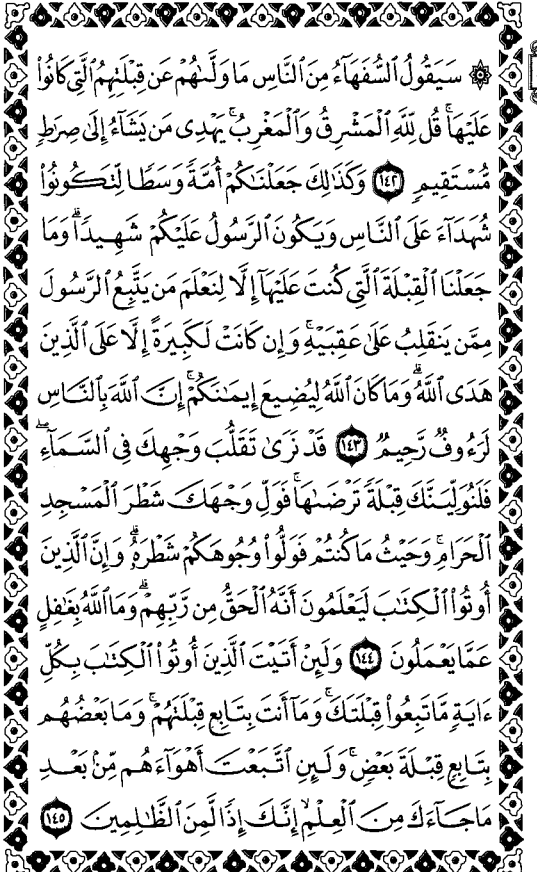 ۞ سَيَقُولُ ٱلسُّفَهَآءُ مِنَ ٱلنَّاسِ مَا وَلَّىٰهُمْ عَن قِبْلَتِهِمُ ٱلَّتِى كَانُوا۟
عَلَيْهَا ۚ قُل لِّلَّهِ ٱلْمَشْرِقُ وَٱلْمَغْرِبُ ۚ يَهْدِى مَن يَشَآءُ إِلَىٰ صِرَٰطٍ
مُّسْتَقِيمٍ ١٤٢ وَكَذَٰلِكَ جَعَلْنَٰكُمْ أُمَّةً وَسَطًا لِّتَكُونُوا۟
شُهَدَآءَ عَلَى ٱلنَّاسِ وَيَكُونَ ٱلرَّسُولُ عَلَيْكُمْ شَهِيدًا ۗ وَمَا
جَعَلْنَا ٱلْقِبْلَةَ ٱلَّتِى كُنتَ عَلَيْهَآ إِلَّا لِنَعْلَمَ مَن يَتَّبِعُ ٱلرَّسُولَ
مِمَّن يَنقَلِبُ عَلَىٰ عَقِبَيْهِ ۚ وَإِن كَانَتْ لَكَبِيرَةً إِلَّا عَلَى ٱلَّذِينَ
هَدَى ٱللَّهُ ۗ وَمَا كَانَ ٱللَّهُ لِيُضِيعَ إِيمَٰنَكُمْ ۚ إِنَّ ٱللَّهَ بِٱلنَّاسِ
لَرَءُوفٌ رَّحِيمٌ ١٤٣ قَدْ نَرَىٰ تَقَلُّبَ وَجْهِكَ فِى ٱلسَّمَآءِ ۖ
فَلَنُوَلِّيَنَّكَ قِبْلَةً تَرْضَىٰهَا ۚ فَوَلِّ وَجْهَكَ شَطْرَ ٱلْمَسْجِدِ
ٱلْحَرَامِ ۚ وَحَيْثُ مَا كُنتُمْ فَوَلُّوا۟ وُجُوهَكُمْ شَطْرَهُۥ ۗ وَإِنَّ ٱلَّذِينَ
أُوتُوا۟ ٱلْكِتَٰبَ لَيَعْلَمُونَ أَنَّهُ ٱلْحَقُّ مِن رَّبِّهِمْ ۗ وَمَا ٱللَّهُ بِغَٰفِلٍ
عَمَّا يَعْمَلُونَ ١٤٤ وَلَئِنْ أَتَيْتَ ٱلَّذِينَ أُوتُوا۟ ٱلْكِتَٰبَ بِكُلِّ
ءَايَةٍ مَّا تَبِعُوا۟ قِبْلَتَكَ ۚ وَمَآ أَنتَ بِتَابِعٍ قِبْلَتَهُمْ ۚ وَمَا بَعْضُهُم
بِتَابِعٍ قِبْلَةَ بَعْضٍ ۚ وَلَئِنِ ٱتَّبَعْتَ أَهْوَآءَهُم مِّنۢ بَعْدِ
مَا جَآءَكَ مِنَ ٱلْعِلْمِ ۙ إِنَّكَ إِذًا لَّمِنَ ٱلظَّٰلِمِينَ ١٤٥